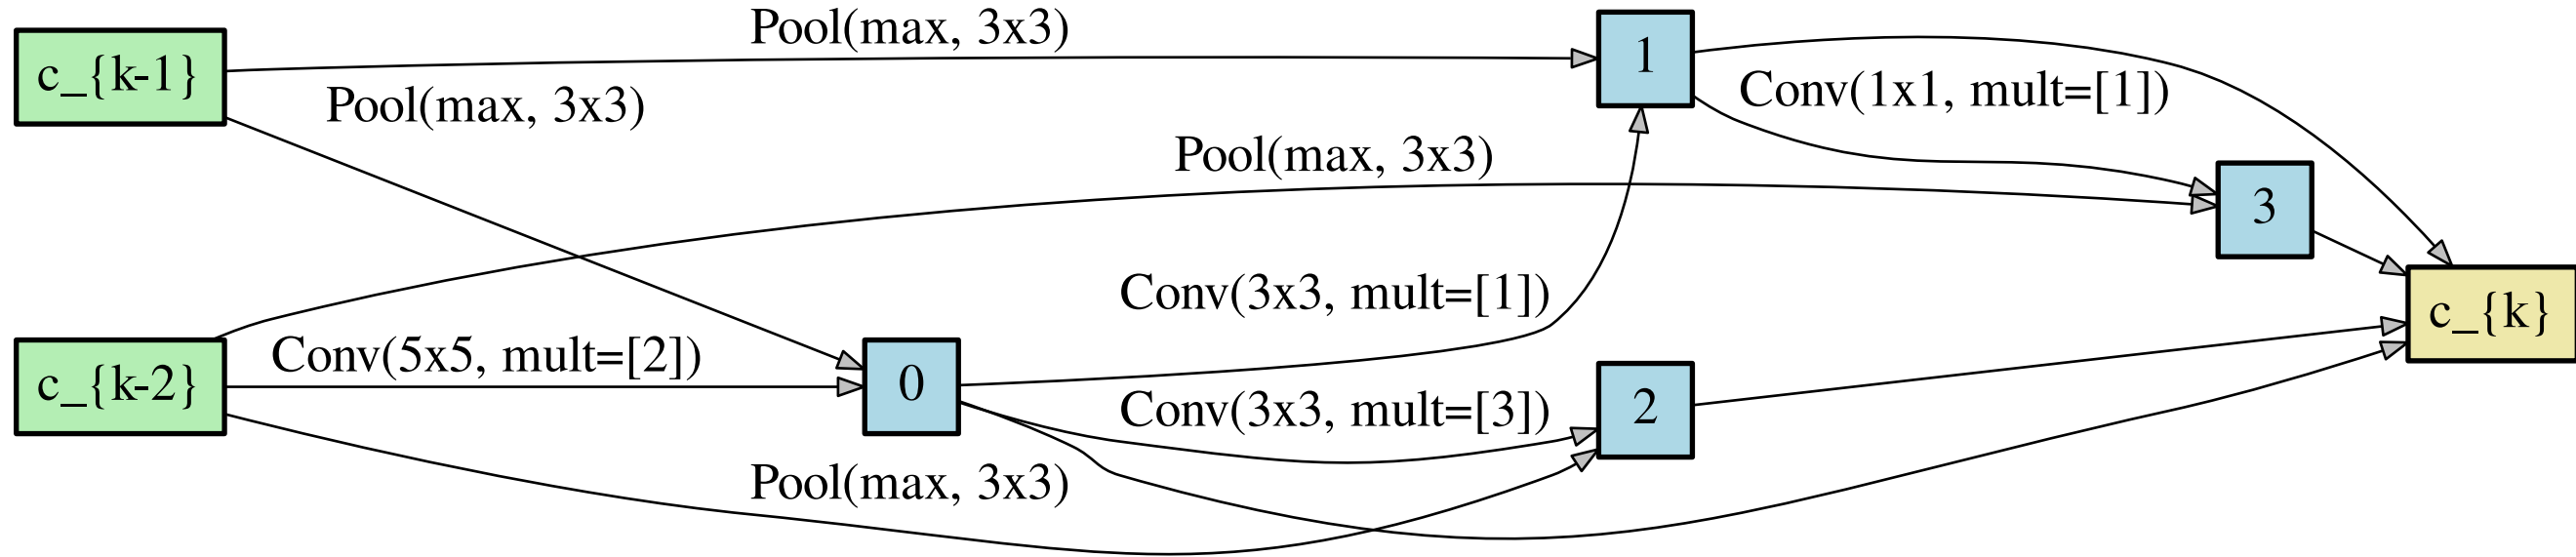 Pool(max, 3x3)
1
c_{k-1}
Conv(1x1, mult=[1])
Pool(max, 3x3)
Pool(max, 3x3)
3
Conv(3x3, mult=[1])
c_{k}
Conv(5x5, mult=[2])
c_{k-2}
0
Conv(3x3, mult=[3])
2
Pool(max, 3x3)